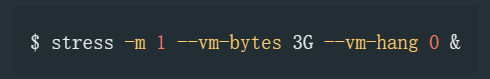 $ stress -m 1 --vm-bytes 3G --vm-hang 0 &